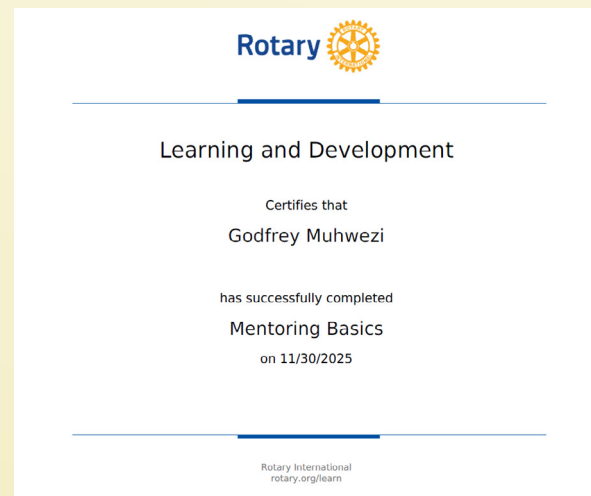 Rotary
Learning and Development
Certifies that
Godfrey Muhwezi
has successfully completed
Mentoring Basics
on 11/30/2025
Rotary International
rotary.org/learn